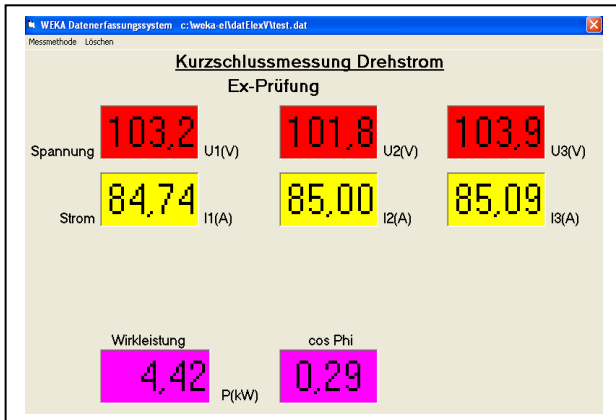 WEKA Datenerfassungssystem c:\weka-el\datElexV\test.dat
Messmethode Löschen
Kurzschlussmessung Drehstrom
Ex-Prüfung
Spannung 103,2 U1(V) 101,8 U2(V) 103,9 U3(V)
Strom 84,74 I1(A) 85,00 I2(A) 85,09 I3(A)
Wirkleistung cos Phi
4,42 P(kW) 0,29